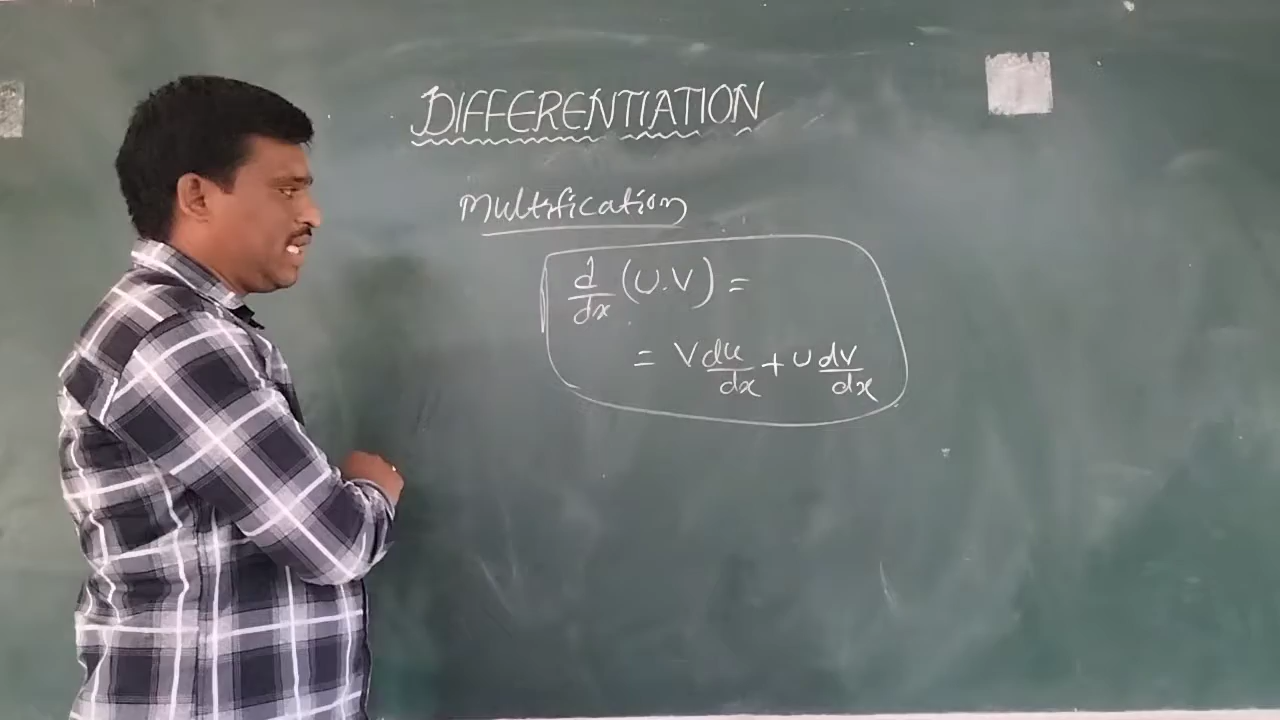 DIFFERENTIATION
Multification
d/dx (U.V) =
= V du/dx + U dv/dx